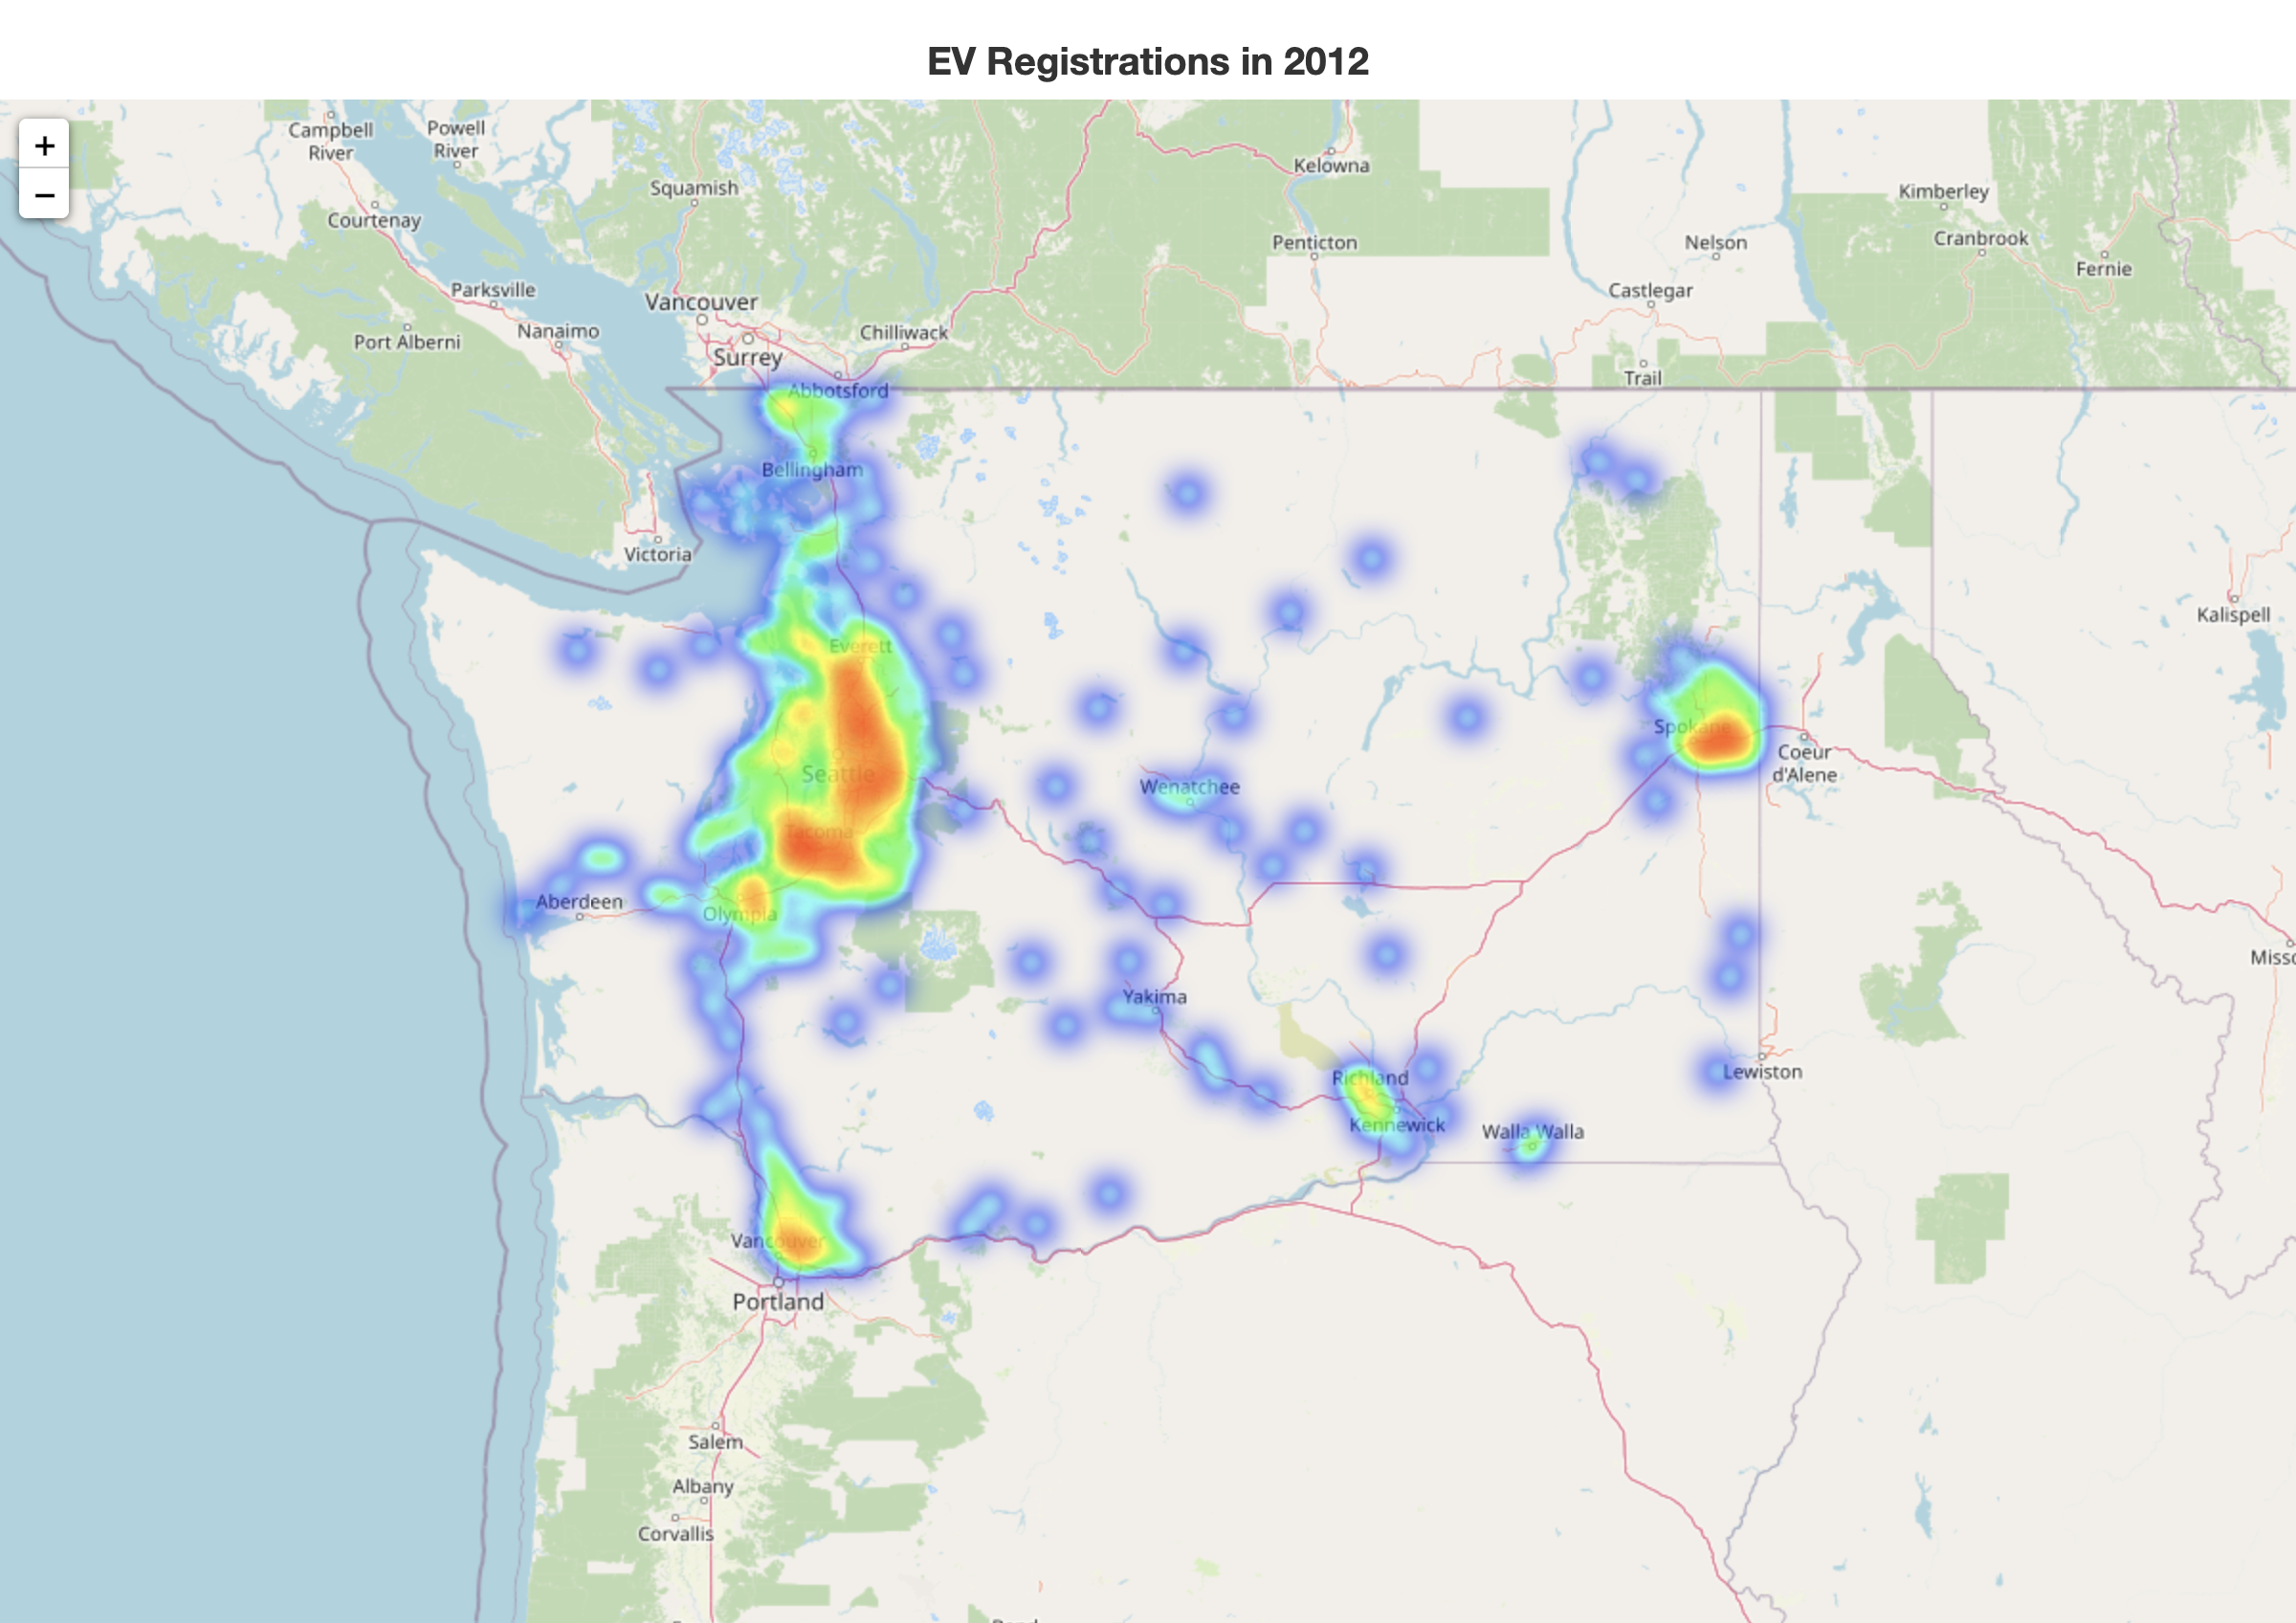 EV Registrations in 2012
+
−
Campbell
River
Powell
River
Squamish
Kelowna
Kimberley
Courtenay
Penticton
Nelson
Cranbrook
Fernie
Parksville
Vancouver
Castlegar
Nanaimo
Port Alberni
Chilliwack
Surrey
Trail
Abbotsford
Bellingham
Victoria
Kalispell
Everett
Spokane
Coeur
d'Alene
Seattle
Wenatchee
Tacoma
Aberdeen
Olympia
Misso
Yakima
Richland
Lewiston
Kennewick
Walla Walla
Vancouver
Portland
Salem
Albany
Corvallis